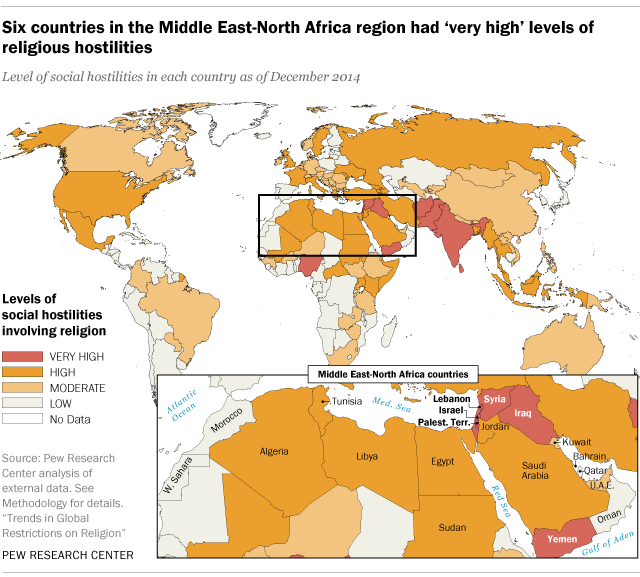 Six countries in the Middle East-North Africa region had ‘very high’ levels of
religious hostilities
Level of social hostilities in each country as of December 2014
Levels of
social hostilities
involving religion
VERY HIGH
HIGH
MODERATE
LOW
No Data
Middle East-North Africa countries
Atlantic
Ocean
Morocco
W. Sahara
Algeria
Tunisia
Med. Sea
Libya
Egypt
Sudan
Lebanon
Israel
Palest. Terr.
Syria
Iraq
Jordan
Kuwait
Bahrain
Qatar
U.A.E.
Saudi
Arabia
Red Sea
Oman
Yemen
Gulf of Aden
Source: Pew Research
Center analysis of
external data. See
Methodology for details.
“Trends in Global
Restrictions on Religion”
PEW RESEARCH CENTER